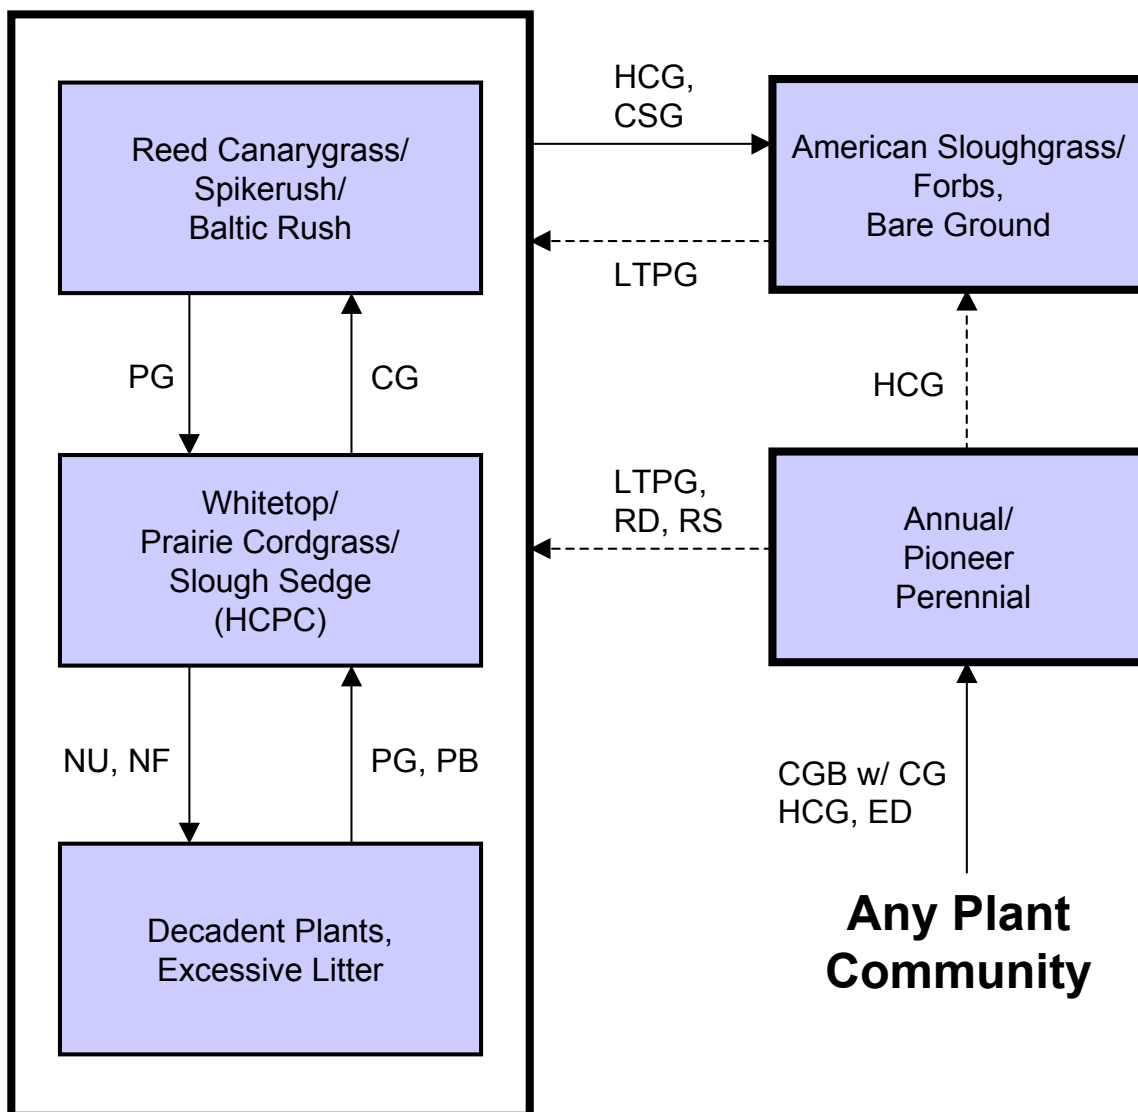 Reed Canarygrass/
Spikerush/
Baltic Rush
HCG,
CSG
American Sloughgrass/
Forbs,
Bare Ground
LTPG
PG
CG
HCG
Whitetop/
Prairie Cordgrass/
Slough Sedge
(HCPC)
LTPG,
RD, RS
Annual/
Pioneer
Perennial
NU, NF
PG, PB
CGB w/ CG
HCG, ED
Decadent Plants,
Excessive Litter
Any Plant
Community